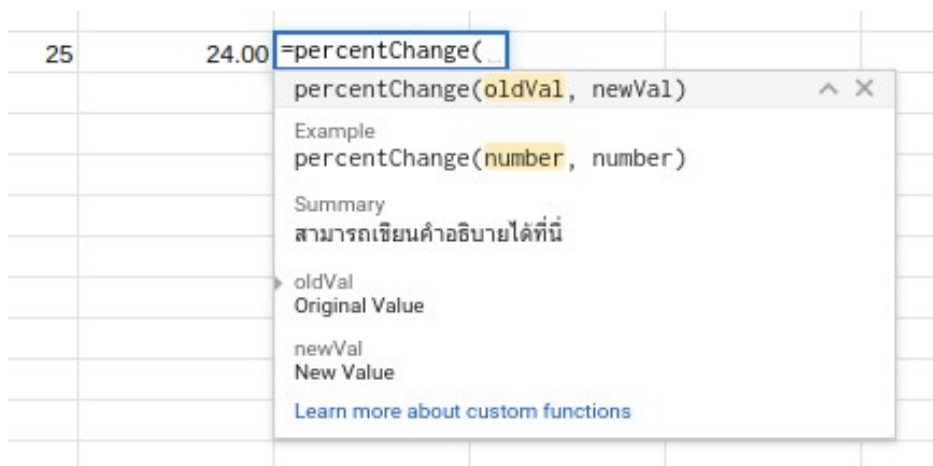 25 24.00 =percentChange(
percentChange(oldVal, newVal)
Example
percentChange(number, number)
Summary
สามารถเขียนคำอธิบายได้ที่นี่
oldVal
Original Value
newVal
New Value
Learn more about custom functions